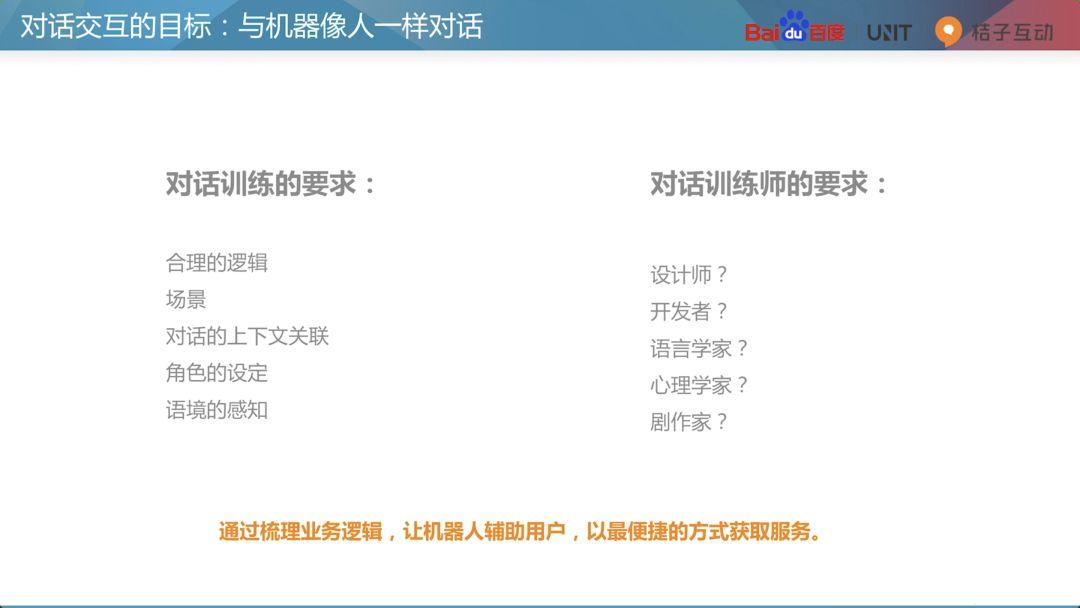 对话交互的目标：与机器像人一样对话
Bai du 百度 UNIT 桔子互动
对话训练的要求：
合理的逻辑
场景
对话的上下文关联
角色的设定
语境的感知
对话训练师的要求：
设计师？
开发者？
语言学家？
心理学家？
剧作家？
通过梳理业务逻辑，让机器人辅助用户，以最便捷的方式获取服务。